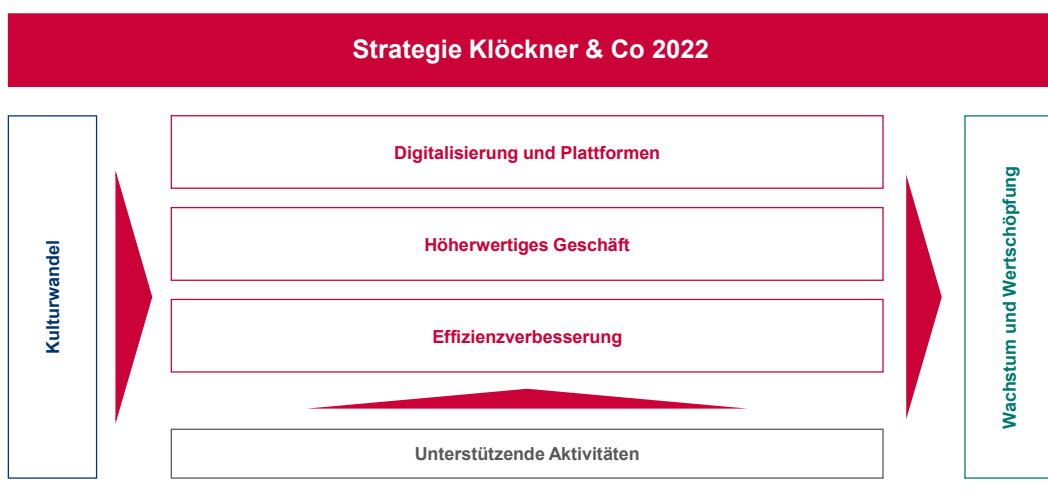 Strategie Klöckner & Co 2022
Kulturwandel
Digitalisierung und Plattformen
Höherwertiges Geschäft
Effizienzverbesserung
Unterstützende Aktivitäten
Wachstum und Wertschöpfung